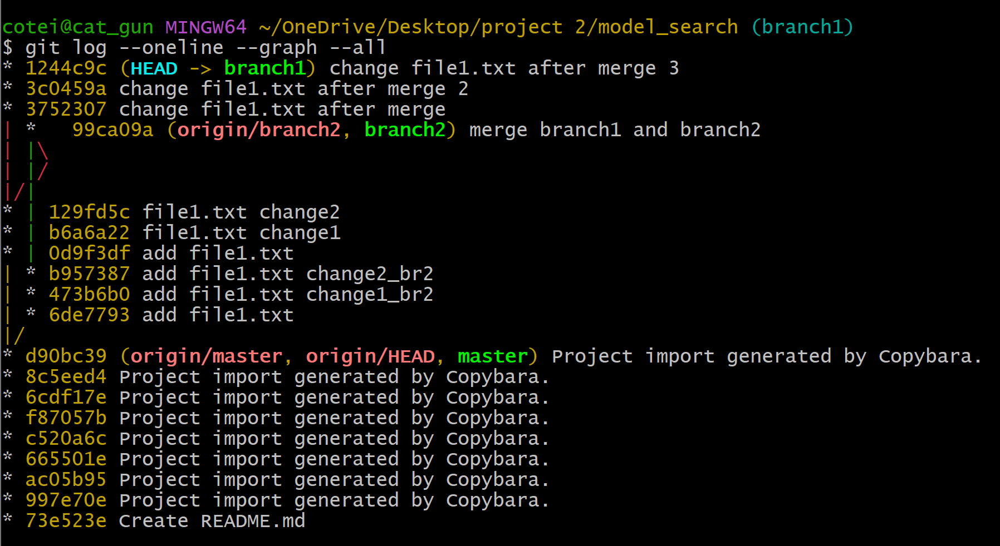 cotei@cat_gun MINGW64 ~/OneDrive/Desktop/project 2/model_search (branch1)
$ git log --oneline --graph --all
* 1244c9c (HEAD -> branch1) change file1.txt after merge 3
* 3c0459a change file1.txt after merge 2
* 3752307 change file1.txt after merge
| *   99ca09a (origin/branch2, branch2) merge branch1 and branch2
| |\
| |/
|/|
* | 129fd5c file1.txt change2
* | b6a6a22 file1.txt change1
* | 0d9f3df add file1.txt
| * b957387 add file1.txt change2_br2
| * 473b6b0 add file1.txt change1_br2
| * 6de7793 add file1.txt
|/
* d90bc39 (origin/master, origin/HEAD, master) Project import generated by Copybara.
* 8c5eed4 Project import generated by Copybara.
* 6cdf17e Project import generated by Copybara.
* f87057b Project import generated by Copybara.
* c520a6c Project import generated by Copybara.
* 665501e Project import generated by Copybara.
* ac05b95 Project import generated by Copybara.
* 997e70e Project import generated by Copybara.
* 73e523e Create README.md